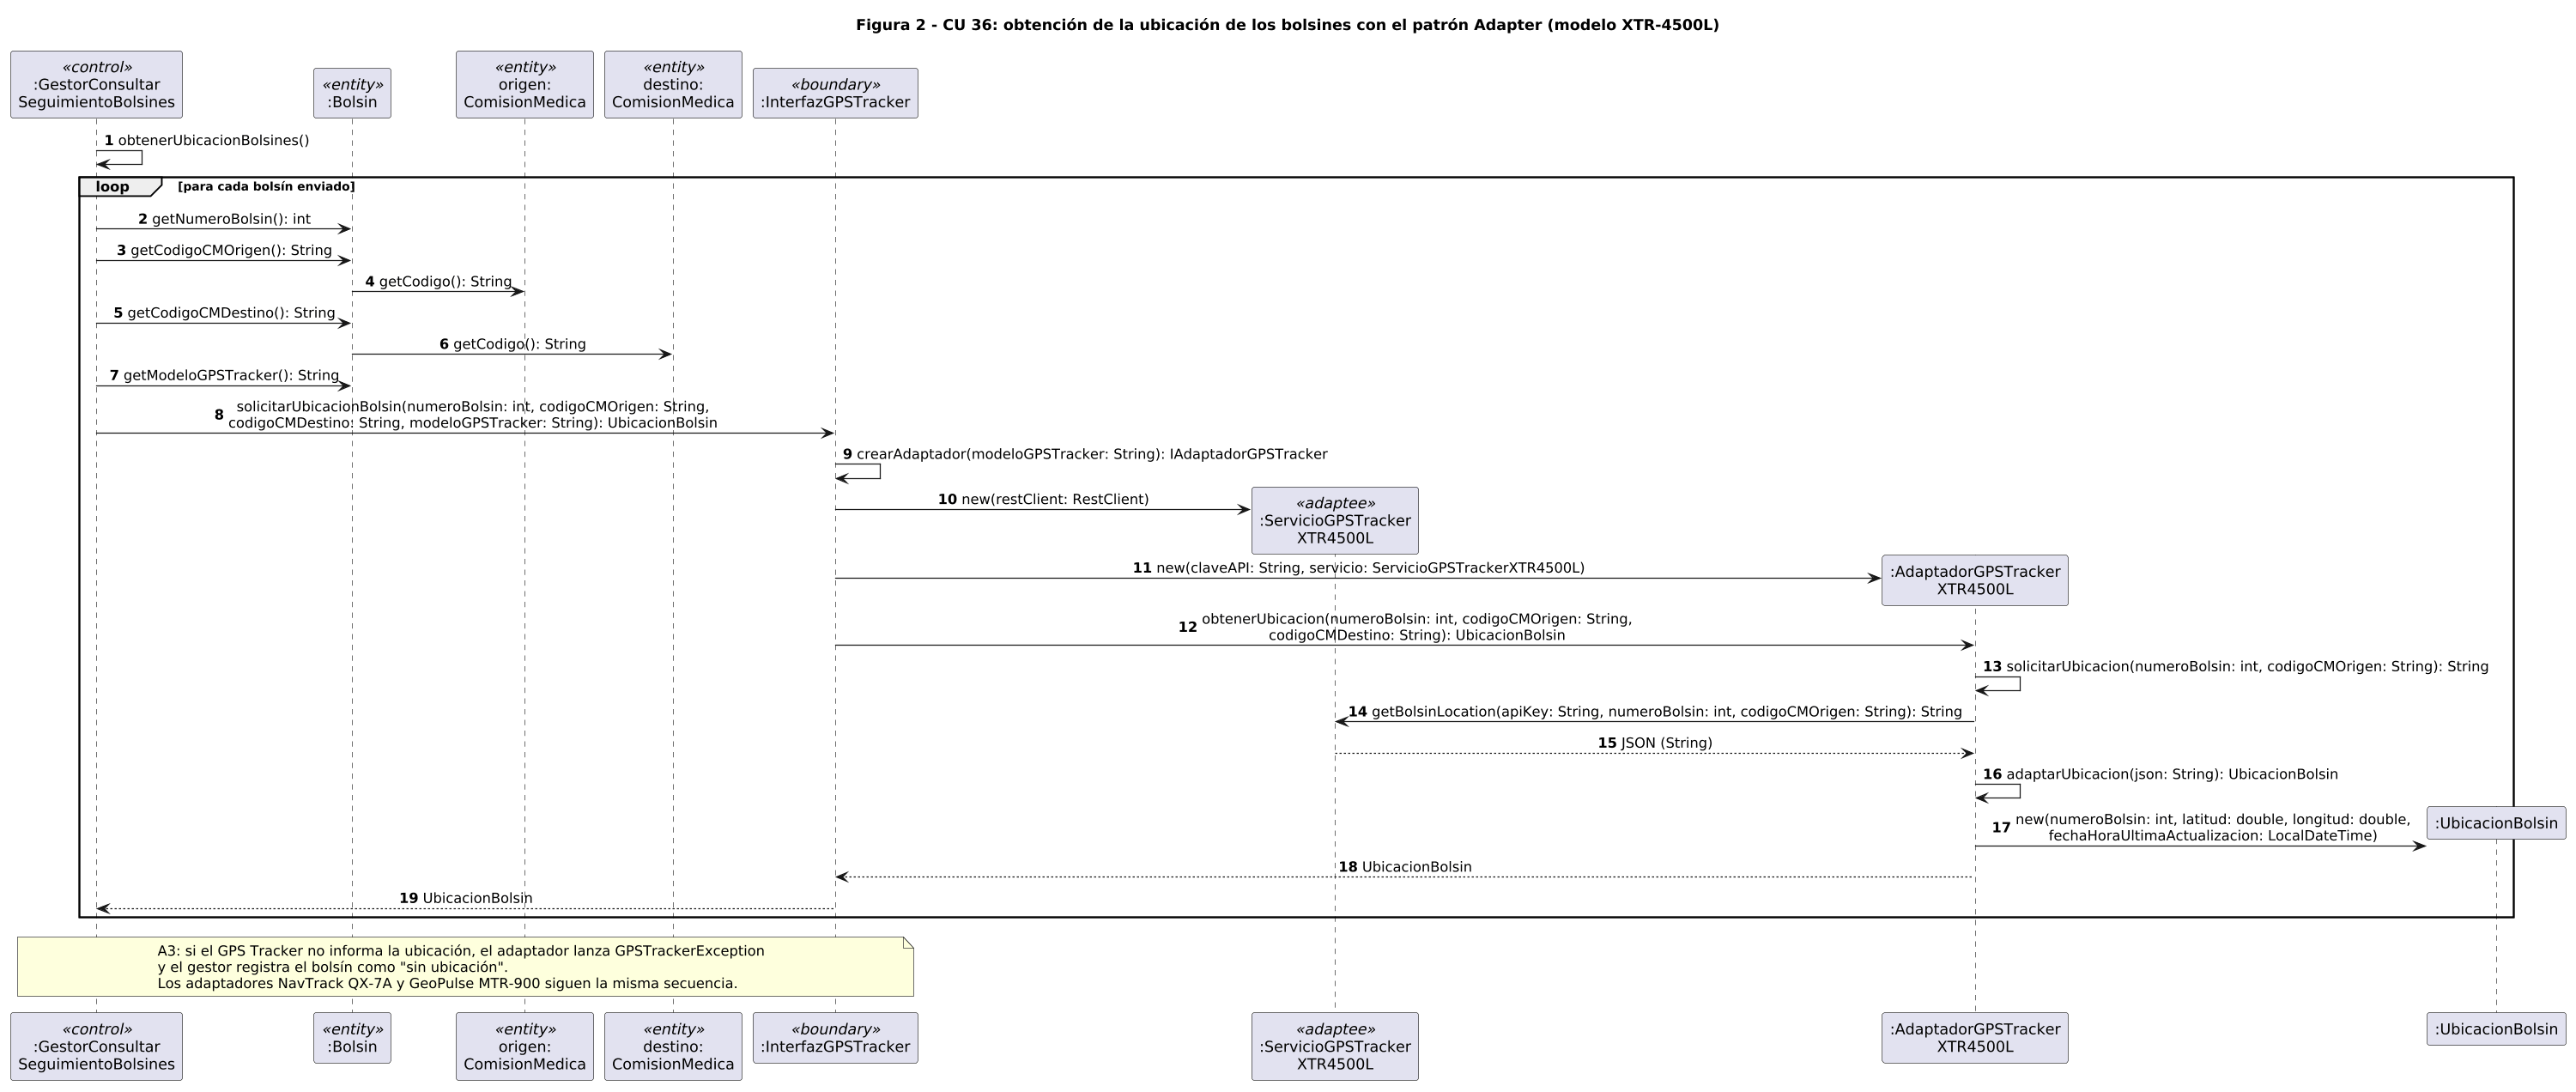 Figura 2 - CU 36: obtención de la ubicación de los bolsines con el patrón Adapter (modelo XTR-4500L)
«control»
:GestorConsultar
SeguimientoBolsines
«entity»
:Bolsin
«entity»
origen:
ComisionMedica
«entity»
destino:
ComisionMedica
«boundary»
:InterfazGPSTracker
1 obtenerUbicacionBolsines()
loop [para cada bolsín enviado]
2 getNumeroBolsin(): int
3 getCodigoCMOrigen(): String
4 getCodigo(): String
5 getCodigoCMDestino(): String
6 getCodigo(): String
7 getModeloGPSTracker(): String
8 solicitarUbicacionBolsin(numeroBolsin: int, codigoCMOrigen: String,
codigoCMDestino: String, modeloGPSTracker: String): UbicacionBolsin
9 crearAdaptador(modeloGPSTracker: String): IAdaptadorGPSTracker
10 new(restClient: RestClient)
«adaptee»
:ServicioGPSTracker
XTR4500L
11 new(claveAPI: String, servicio: ServicioGPSTrackerXTR4500L)
:AdaptadorGPSTracker
XTR4500L
12 obtenerUbicacion(numeroBolsin: int, codigoCMOrigen: String,
codigoCMDestino: String): UbicacionBolsin
13 solicitarUbicacion(numeroBolsin: int, codigoCMOrigen: String): String
14 getBolsinLocation(apiKey: String, numeroBolsin: int, codigoCMOrigen: String): String
15 JSON (String)
16 adaptarUbicacion(json: String): UbicacionBolsin
17 new(numeroBolsin: int, latitud: double, longitud: double,
fechaHoraUltimaActualizacion: LocalDateTime)
:UbicacionBolsin
18 UbicacionBolsin
19 UbicacionBolsin
A3: si el GPS Tracker no informa la ubicación, el adaptador lanza GPSTrackerException
y el gestor registra el bolsín como "sin ubicación".
Los adaptadores NavTrack QX-7A y GeoPulse MTR-900 siguen la misma secuencia.
«control»
:GestorConsultar
SeguimientoBolsines
«entity»
:Bolsin
«entity»
origen:
ComisionMedica
«entity»
destino:
ComisionMedica
«boundary»
:InterfazGPSTracker
«adaptee»
:ServicioGPSTracker
XTR4500L
:AdaptadorGPSTracker
XTR4500L
:UbicacionBolsin